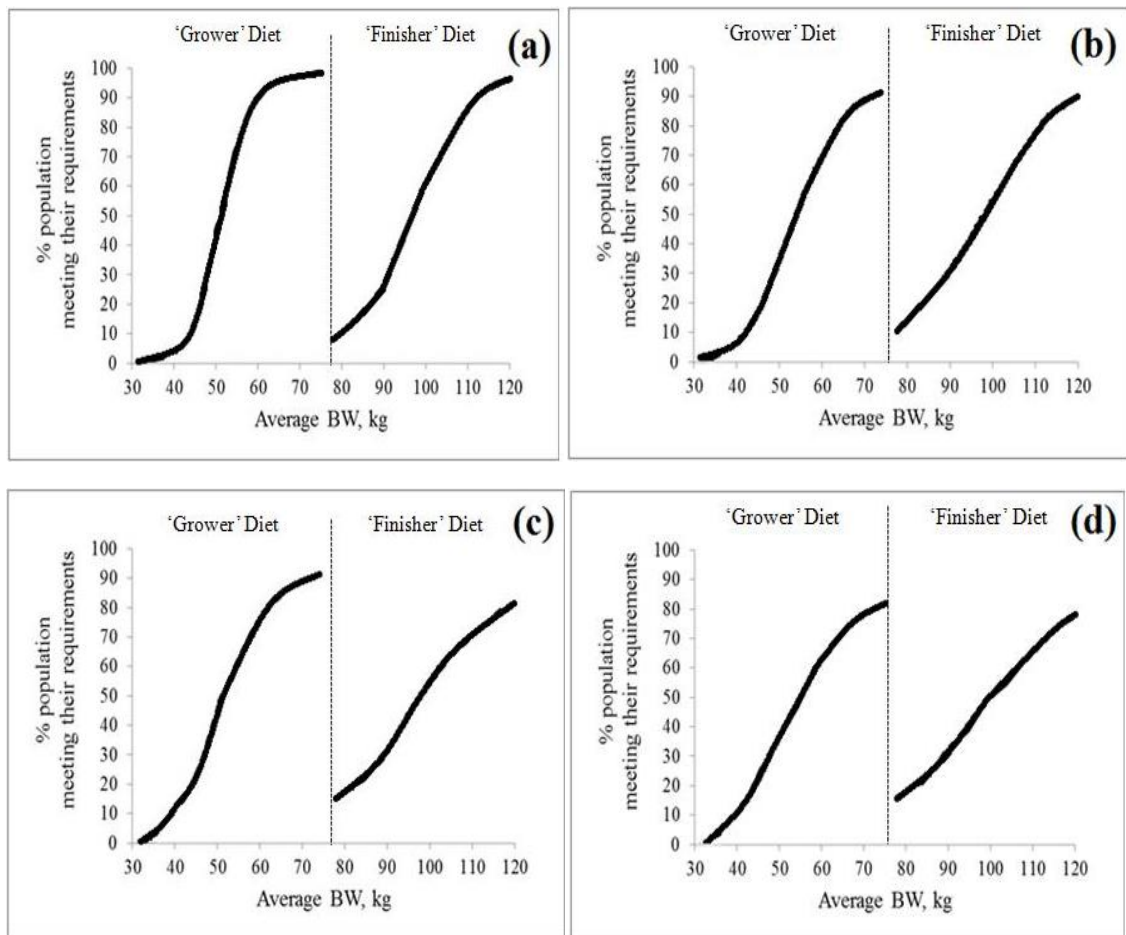 ‘Grower’ Diet ‘Finisher’ Diet (a)
% population
meeting their requirements
100
90
80
70
60
50
40
30
20
10
0
30 40 50 60 70 80 90 100 110 120
Average BW, kg
‘Grower’ Diet ‘Finisher’ Diet (b)
% population
meeting their requirements
100
90
80
70
60
50
40
30
20
10
0
30 40 50 60 70 80 90 100 110 120
Average BW, kg
‘Grower’ Diet ‘Finisher’ Diet (c)
% population
meeting their requirements
100
90
80
70
60
50
40
30
20
10
0
30 40 50 60 70 80 90 100 110 120
Average BW, kg
‘Grower’ Diet ‘Finisher’ Diet (d)
% population
meeting their requirements
100
90
80
70
60
50
40
30
20
10
0
30 40 50 60 70 80 90 100 110 120
Average BW, kg